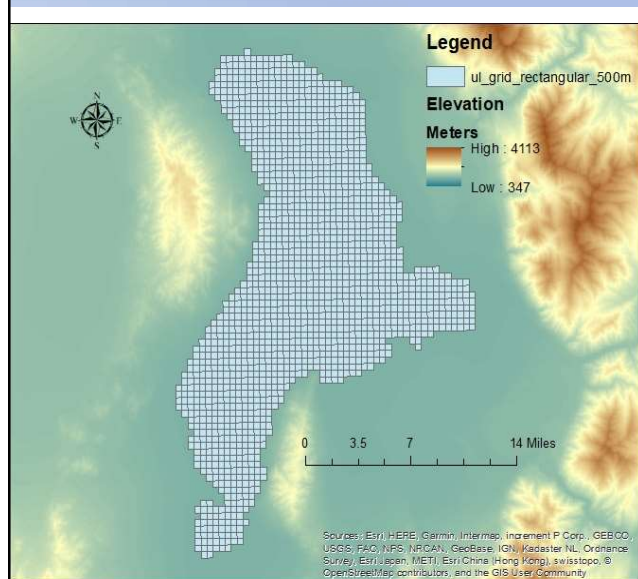 Legend
ul_grid_rectangular_500m
Elevation
Meters
High : 4113
Low : 347
N
W E
S
0 3.5 7 14 Miles
Sources: Esri, HERE, Garmin, Intermap, increment P Corp., GEBCO,
USGS, FAO, NPS, NRCAN, GeoBase, IGN, Kadaster NL, Ordnance
Survey, Esri Japan, METI, Esri China (Hong Kong), swisstopo, ©
OpenStreetMap contributors, and the GIS User Community